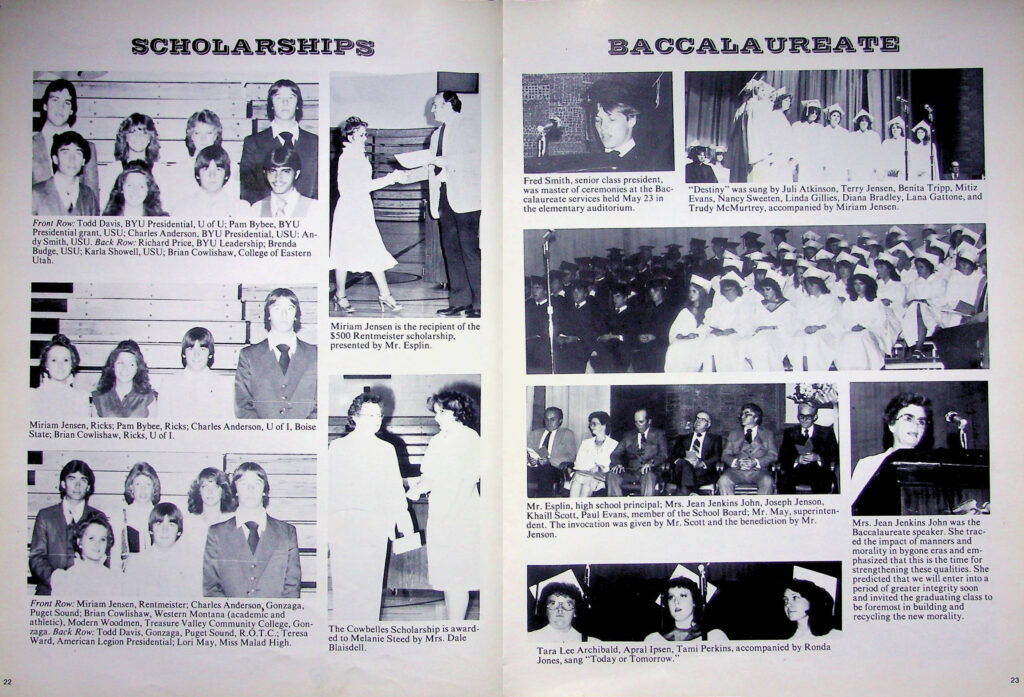 SCHOLARSHIPS
Front Row: Todd Davis, BYU Presidential, U of U; Pam Bybee, BYU
Presidential grant, USU; Charles Anderson, BYU Presidential, USU: An-
dy Smith, USU. Back Row: Richard Price, BYU Leadership; Brenda
Budge, USU; Karla Showell, USU; Brian Cowlishaw, College of Eastern
Utah.
Miriam Jensen, Ricks; Pam Bybee, Ricks; Charles Anderson, U of I, Boise
State; Brian Cowlishaw, Ricks, U of I.
Front Row: Miriam Jensen, Rentmeister; Charles Anderson, Gonzaga,
Puget Sound; Brian Cowlishaw, Western Montana (academic and
athletic), Modern Woodmen, Treasure Valley Community College, Gon-
zaga. Back Row: Todd Davis, Gonzaga, Puget Sound, R.O.T.C.; Teresa
Ward, American Legion Presidential; Lori May, Miss Malad High.
Miriam Jensen is the recipient of the
$500 Rentmeister scholarship,
presented by Mr. Esplin.
The Cowbelles Scholarship is award-
ed to Melanie Steed by Mrs. Dale
Blaisdell.
22
BACCALAUREATE
Fred Smith, senior class president,
was master of ceremonies at the Bac-
calaureate services held May 23 in
the elementary auditorium.
"Destiny" was sung by Juli Atkinson, Terry Jensen, Benita Tripp, Mitiz
Evans, Nancy Sweeten, Linda Gillies, Diana Bradley, Lana Gattone, and
Trudy McMurtrey, accompanied by Miriam Jensen.
Mr. Esplin, high school principal; Mrs. Jean Jenkins John, Joseph Jenson,
Khaill Scott, Paul Evans, member of the School Board; Mr. May, superinten-
dent. The invocation was given by Mr. Scott and the benediction by Mr.
Jenson.
Mrs. Jean Jenkins John was the
Baccalaureate speaker. She trac-
ed the impact of manners and
morality in bygone eras and em-
phasized that this is the time for
strengthening these qualities. She
predicted that we will enter into a
period of greater integrity soon
and invited the graduating class to
be foremost in building and
recycling the new morality.
Tara Lee Archibald, Apral Ipsen, Tami Perkins, accompanied by Ronda
Jones, sang "Today or Tomorrow."
23